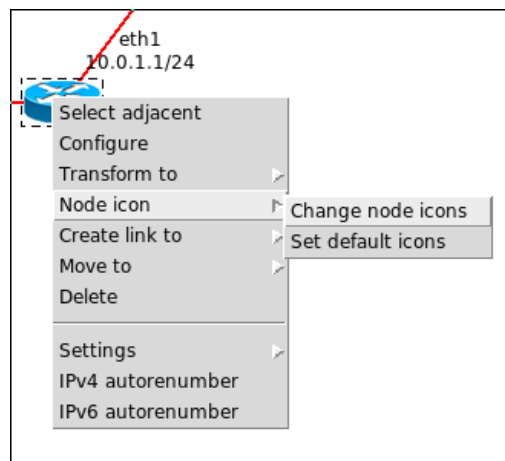 eth1
10.0.1.1/24
Select adjacent
Configure
Transform to
Node icon
Change node icons
Create link to
Set default icons
Move to
Delete
Settings
IPv4 autorenumber
IPv6 autorenumber